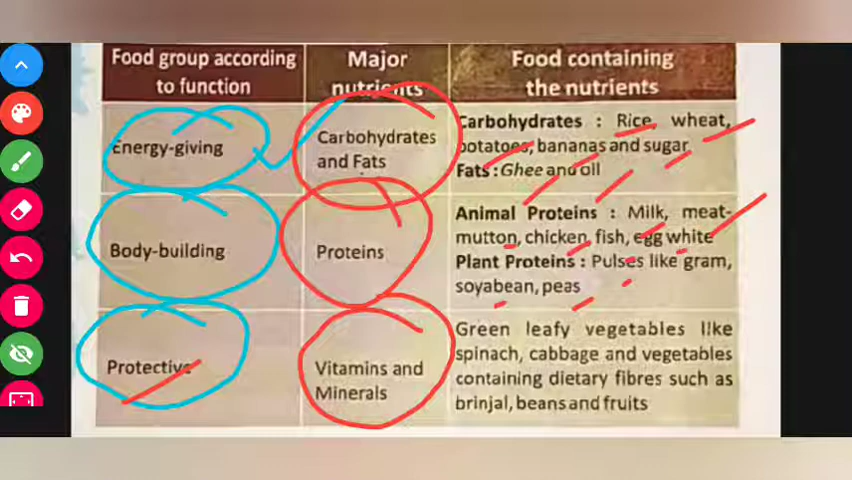 Food group according
to function
Major
nutrients
Food containing
the nutrients
Energy-giving
Carbohydrates
and Fats
Carbohydrates : Rice, wheat,
potatoes, bananas and sugar
Fats : Ghee and oil
Body-building
Proteins
Animal Proteins : Milk, meat-
mutton, chicken, fish, egg white
Plant Proteins : Pulses like gram,
soyabean, peas
Protective
Vitamins and
Minerals
Green leafy vegetables like
spinach, cabbage and vegetables
containing dietary fibres such as
brinjal, beans and fruits